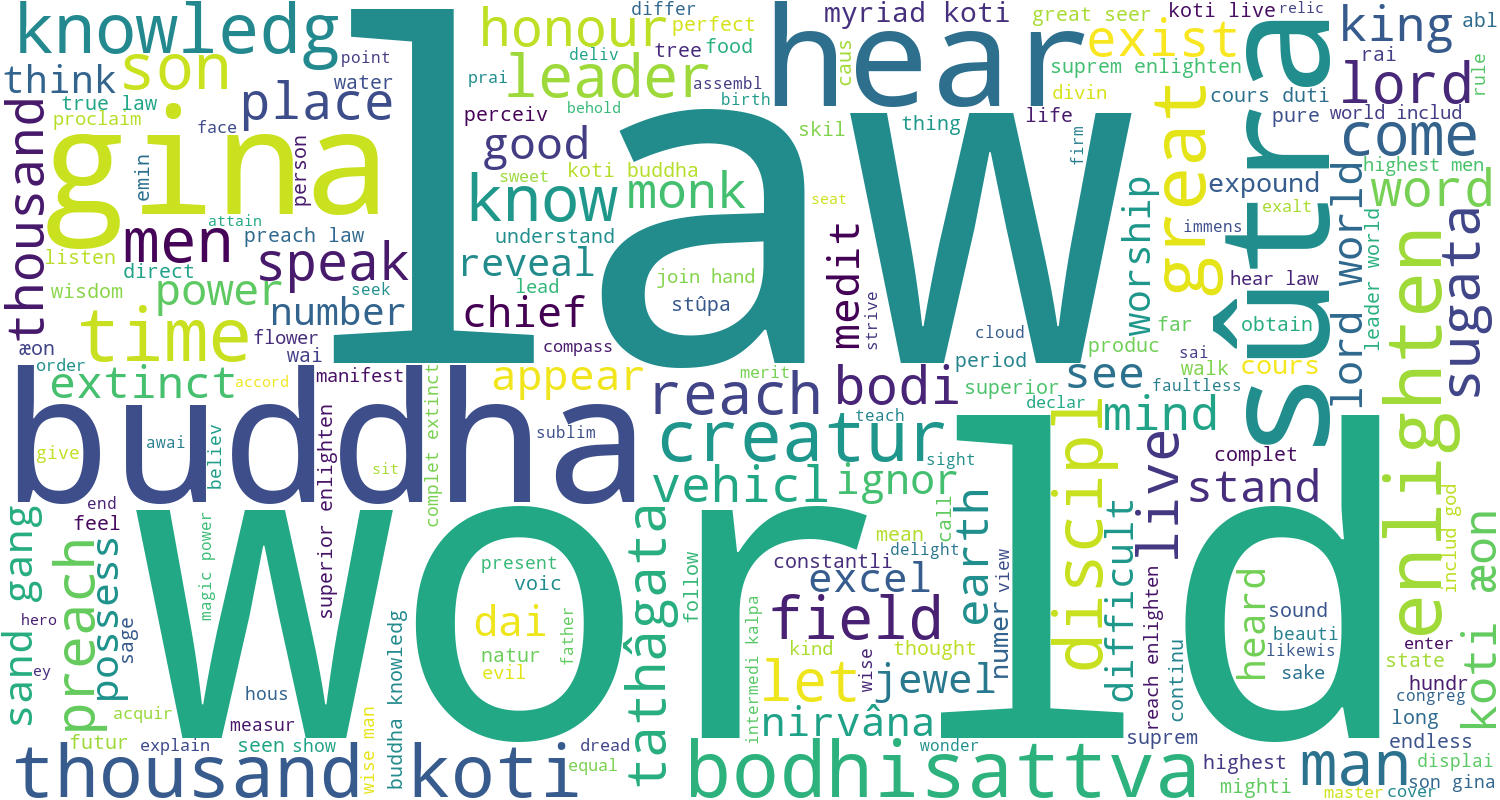 law
world
buddha
hear
gina
sûtra
knowledg
son
think
place
true law
proclaim
point
water
face
thousand
emin
person
men
attain
preach law
listen
direct
speak
wisdom
power
seek
number
time
flower
wai
æon
order
extinct
accord
manifest
compass
honour
leader
differ
perfect
tree
food
deliv
prai
assembl
behold
birth
perceiv
good
koti buddha
sweet
know
monk
understand
reveal
lead
join hand
stûpa
chief
appear
merit
myriad koti
caus
skil
thing
seat
medit
strive
cloud
period
bodi
superior
great seer
koti live
relic
exist
suprem enlighten
divin
life
firm
worship
great
cours duti
pure
king
abl
rai
lord
rule
world includ
come
highest men
expound
word
exalt
immens
hear law
lord world
leader world
sugata
far
obtain
produc
sai
walk
cours
see
faultless
declar
mind
enlighten
reach
creatur
teach
sight
vehicl
ignor
discipl
live
complet
stand
give
awai
believ
sit
superior enlighten
complet extinct
sublim
end
feel
sand gang
preach
possess
magic power
hero
sage
ey
present
voic
dai
natur
evil
father
tathâgata
follow
call
mean
delight
constantli
excel
field
kind
thought
let
wise
jewel
intermedi kalpa
nirvâna
earth
view
numer
difficult
reach enlighten
continu
heard
sound
beauti
likewis
sake
includ god
koti æon
enter
state
hundr
congreg
long
endless
hous
acquir
measur
futur
explain
seen
show
wise man
buddha knowledg
dread
equal
thousand koti
bodhisattva
wonder
suprem
highest
mighti
man
displai
son gina
master
cover